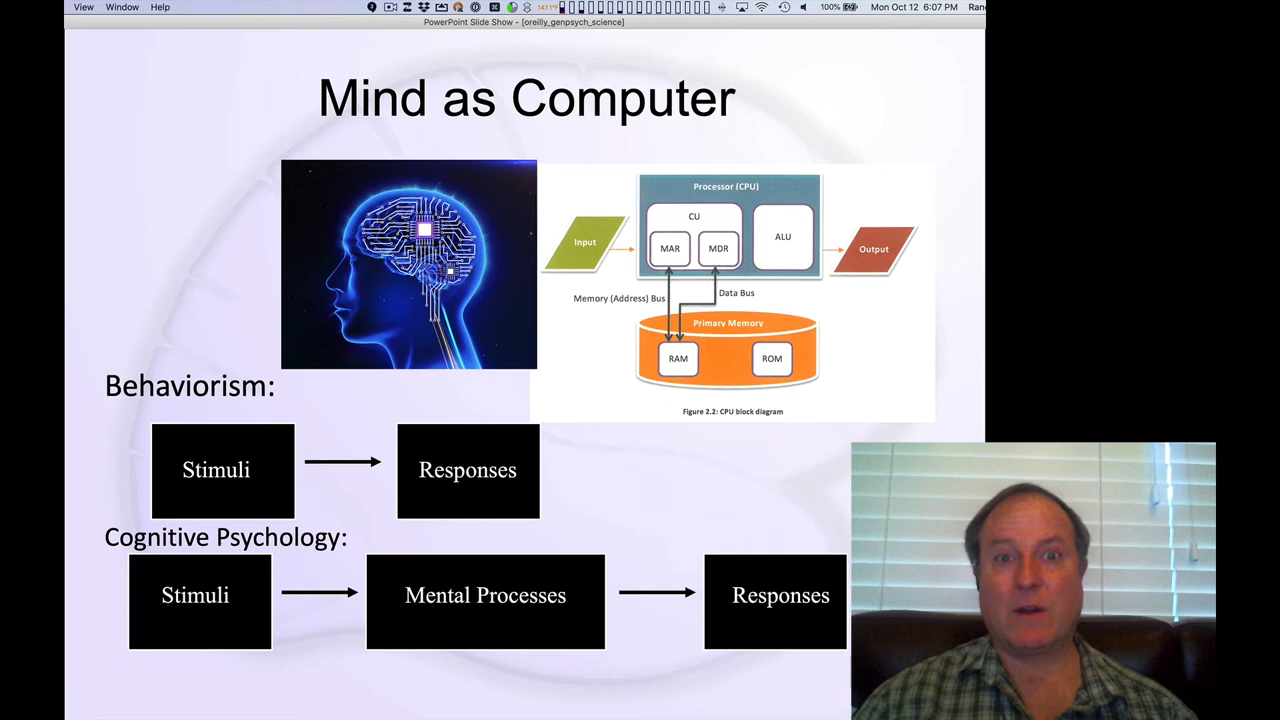 View Window Help 147.1°F 100% Mon Oct 12 6:07 PM
PowerPoint Slide Show - [oreilly_genpsych_science]
Mind as Computer
Processor (CPU)
CU
MAR
MDR
ALU
Input
Output
Memory (Address) Bus
Data Bus
Primary Memory
RAM
ROM
Figure 2.2: CPU block diagram
Behaviorism:
Stimuli
Responses
Cognitive Psychology:
Stimuli
Mental Processes
Responses